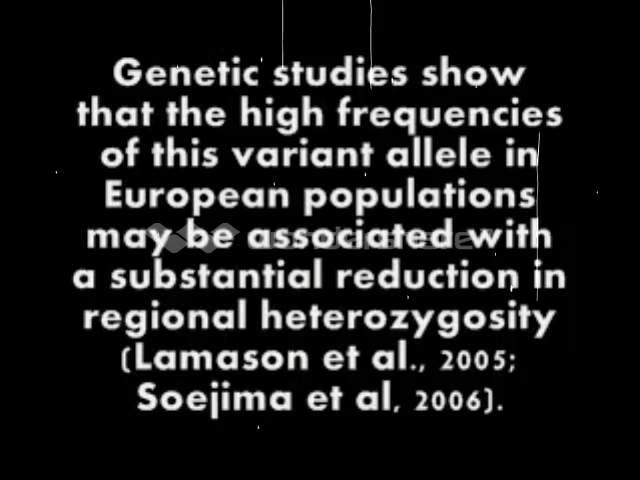 Genetic studies show
that the high frequencies
of this variant allele in
European populations
may be associated with
a substantial reduction in
regional heterozygosity
(Lamason et al., 2005;
Soejima et al, 2006).